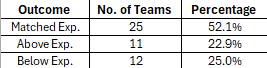 Outcome No. of Teams Percentage
Matched Exp. 25 52.1%
Above Exp. 11 22.9%
Below Exp. 12 25.0%